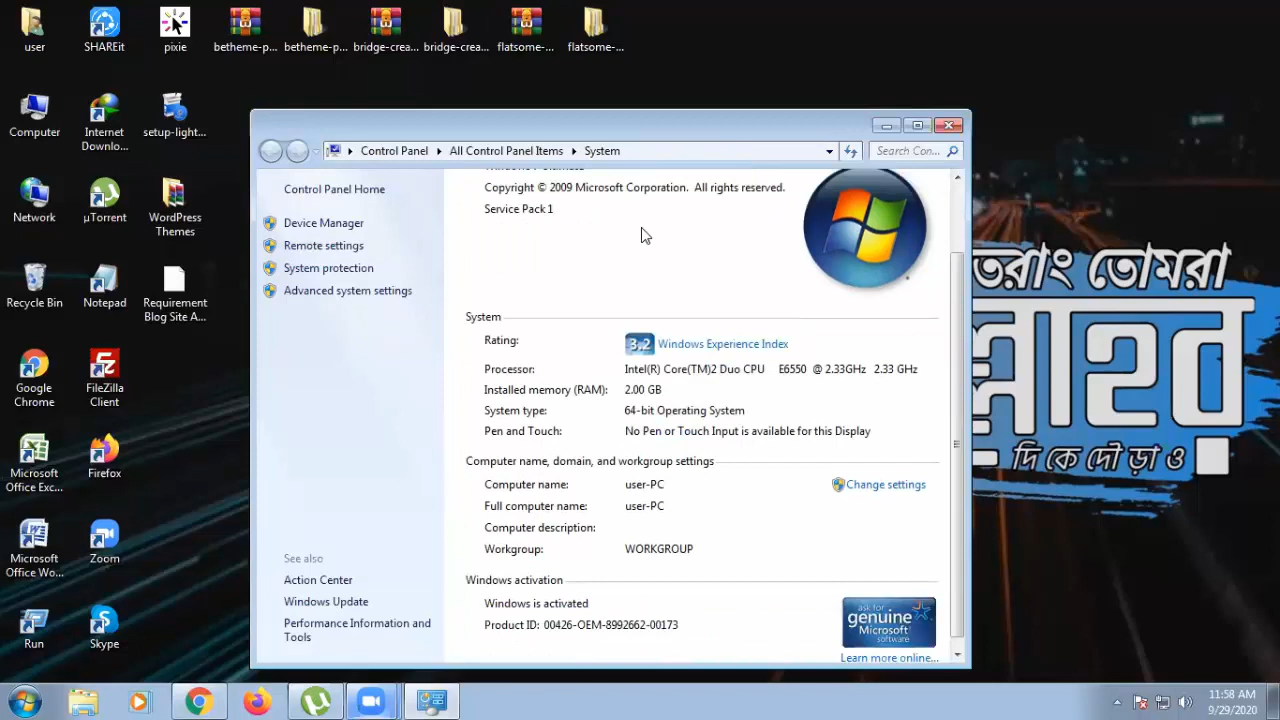 user
SHAREit
pixie
betheme-p...
betheme-p...
bridge-crea...
bridge-crea...
flatsome-...
flatsome-...
Computer
Internet
Downlo...
setup-light...
Network
µTorrent
WordPress
Themes
Recycle Bin
Notepad
Requirement
Blog Site A...
Google
Chrome
FileZilla
Client
Microsoft
Office Exc...
Firefox
Microsoft
Office Wo...
Zoom
Run
Skype
Control Panel
All Control Panel Items
System
Search Con...
Control Panel Home
Device Manager
Remote settings
System protection
Advanced system settings
See also
Action Center
Windows Update
Performance Information and
Tools
Copyright © 2009 Microsoft Corporation. All rights reserved.
Service Pack 1
System
Rating: 3.2 Windows Experience Index
Processor: Intel(R) Core(TM)2 Duo CPU E6550 @ 2.33GHz 2.33 GHz
Installed memory (RAM): 2.00 GB
System type: 64-bit Operating System
Pen and Touch: No Pen or Touch Input is available for this Display
Computer name, domain, and workgroup settings
Computer name: user-PC
Change settings
Full computer name: user-PC
Computer description:
Workgroup: WORKGROUP
Windows activation
Windows is activated
Product ID: 00426-OEM-8992662-00173
ask for
genuine
Microsoft
software
Learn more online...
তোমরা
দিকে দৌড়াও
11:58 AM
9/29/2020